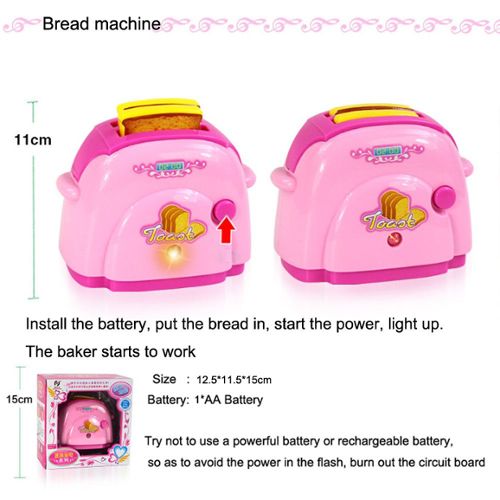 Bread machine
11cm
Toast
Toast
Install the battery, put the bread in, start the power, light up.
The baker starts to work
15cm
Size : 12.5*11.5*15cm
Battery: 1*AA Battery
Try not to use a powerful battery or rechargeable battery,
so as to avoid the power in the flash, burn out the circuit board